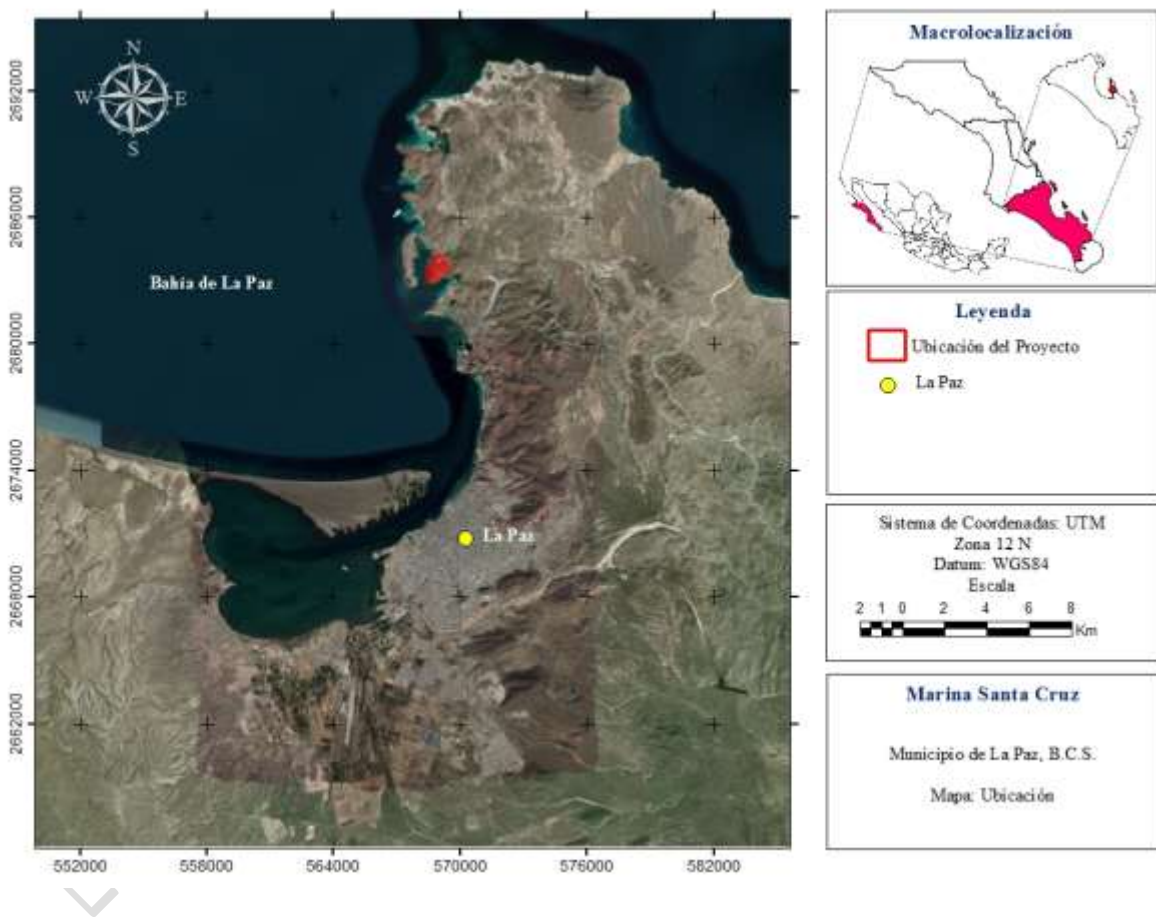 N
W
E
S
Bahía de La Paz
La Paz
2692000
2686000
2680000
2674000
2668000
2662000
552000
558000
564000
570000
576000
582000
Macrolocalización
Leyenda
Ubicación del Proyecto
La Paz
Sistema de Coordenadas: UTM
Zona 12 N
Datum: WGS84
Escala
2 1 0 2 4 6 8
Km
Marina Santa Cruz
Municipio de La Paz, B.C.S.
Mapa: Ubicación